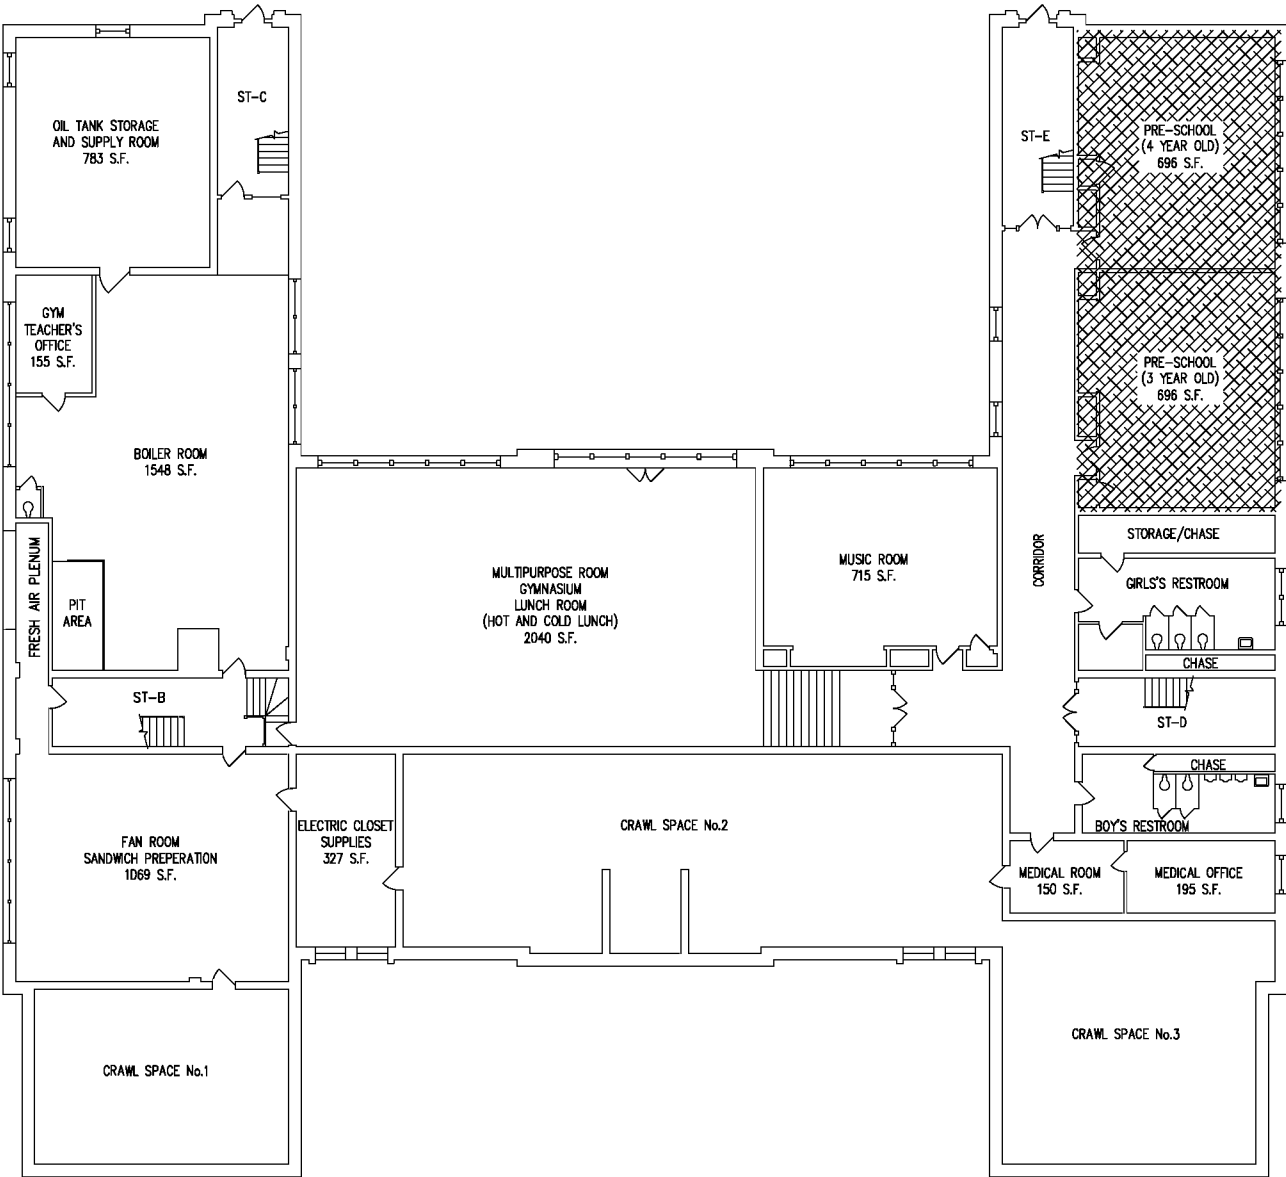 ST-C
OIL TANK STORAGE
AND SUPPLY ROOM
783 S.F.
ST-E
PRE-SCHOOL
(4 YEAR OLD)
696 S.F.
GYM
TEACHER'S
OFFICE
155 S.F.
PRE-SCHOOL
(3 YEAR OLD)
696 S.F.
BOILER ROOM
1548 S.F.
FRESH AIR PLENUM
PIT
AREA
MULTIPURPOSE ROOM
GYMNASIUM
LUNCH ROOM
(HOT AND COLD LUNCH)
2040 S.F.
MUSIC ROOM
715 S.F.
CORRIDOR
STORAGE/CHASE
GIRLS'S RESTROOM
CHASE
ST-B
ST-D
CHASE
BOY'S RESTROOM
FAN ROOM
SANDWICH PREPERATION
1069 S.F.
ELECTRIC CLOSET
SUPPLIES
327 S.F.
CRAWL SPACE No.2
MEDICAL ROOM
150 S.F.
MEDICAL OFFICE
195 S.F.
CRAWL SPACE No.1
CRAWL SPACE No.3